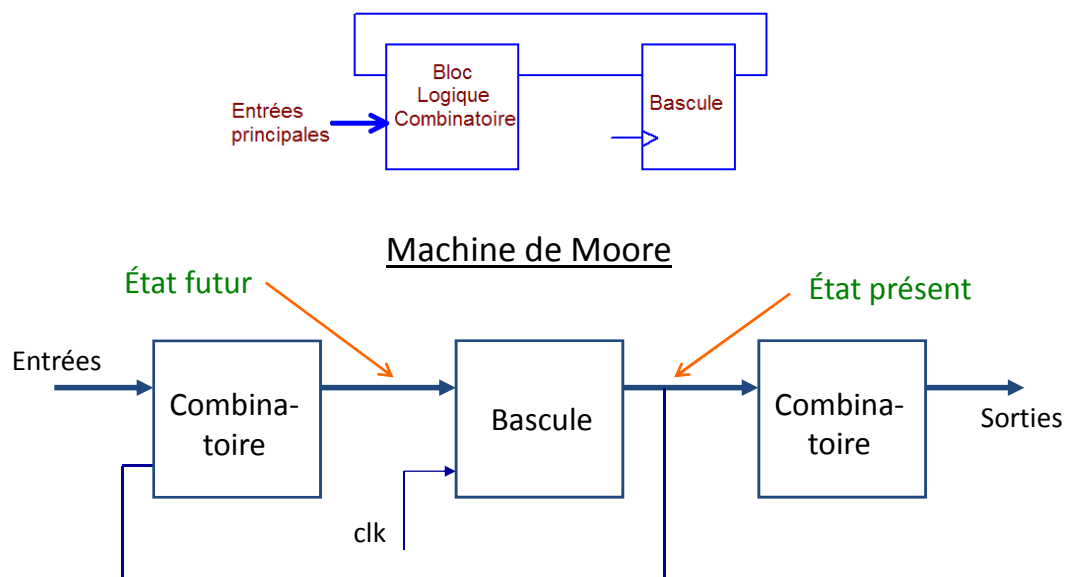 Bloc
Logique
Combinatoire
Bascule
Entrées
principales
Machine de Moore
État futur
État présent
Entrées
Combina-
toire
Bascule
Combina-
toire
Sorties
clk